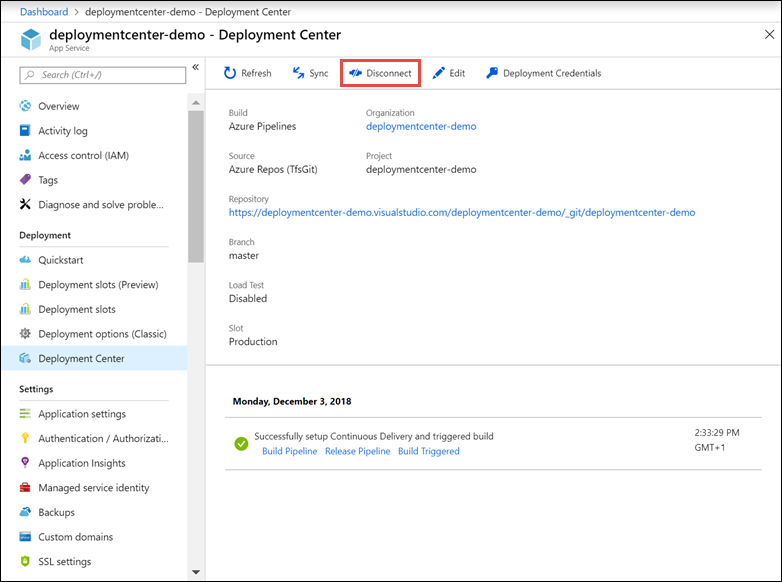 Dashboard > deploymentcenter-demo - Deployment Center
deploymentcenter-demo - Deployment Center
App Service
Search (Ctrl+/)
Overview
Activity log
Access control (IAM)
Tags
Diagnose and solve proble...
Deployment
Quickstart
Deployment slots (Preview)
Deployment slots
Deployment options (Classic)
Deployment Center
Settings
Application settings
Authentication / Authorizati...
Application Insights
Managed service identity
Backups
Custom domains
SSL settings
Refresh Sync Disconnect Edit Deployment Credentials
Build Organization
Azure Pipelines deploymentcenter-demo
Source Project
Azure Repos (TfsGit) deploymentcenter-demo
Repository
https://deploymentcenter-demo.visualstudio.com/deploymentcenter-demo/_git/deploymentcenter-demo
Branch
master
Load Test
Disabled
Slot
Production
Monday, December 3, 2018
Successfully setup Continuous Delivery and triggered build
Build Pipeline Release Pipeline Build Triggered
2:33:29 PM
GMT+1